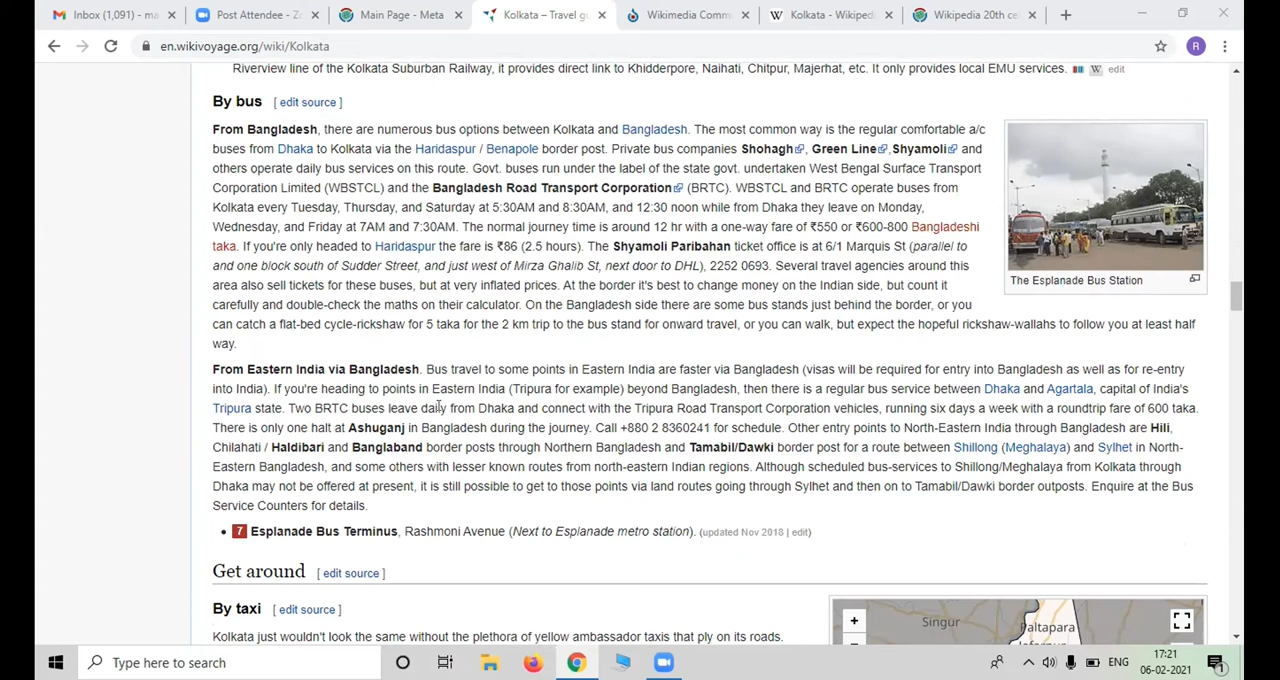 Inbox (1,091) - ma
Post Attendee - Zo
Main Page - Meta
Kolkata – Travel gu
Wikimedia Comm
Kolkata - Wikipedi
Wikipedia 20th cel
en.wikivoyage.org/wiki/Kolkata
R
Riverview line of the Kolkata Suburban Railway, it provides direct link to Khidderpore, Naihati, Chitpur, Majerhat, etc. It only provides local EMU services. W edit
By bus [ edit source ]
From Bangladesh, there are numerous bus options between Kolkata and Bangladesh. The most common way is the regular comfortable a/c
buses from Dhaka to Kolkata via the Haridaspur / Benapole border post. Private bus companies Shohagh, Green Line, Shyamoli and
others operate daily bus services on this route. Govt. buses run under the label of the state govt. undertaken West Bengal Surface Transport
Corporation Limited (WBSTCL) and the Bangladesh Road Transport Corporation (BRTC). WBSTCL and BRTC operate buses from
Kolkata every Tuesday, Thursday, and Saturday at 5:30AM and 8:30AM, and 12:30 noon while from Dhaka they leave on Monday,
Wednesday, and Friday at 7AM and 7:30AM. The normal journey time is around 12 hr with a one-way fare of ₹550 or ₹600-800 Bangladeshi
taka. If you're only headed to Haridaspur the fare is ₹86 (2.5 hours). The Shyamoli Paribahan ticket office is at 6/1 Marquis St (parallel to
and one block south of Sudder Street, and just west of Mirza Ghalib St, next door to DHL), 2252 0693. Several travel agencies around this
area also sell tickets for these buses, but at very inflated prices. At the border it's best to change money on the Indian side, but count it
carefully and double-check the maths on their calculator. On the Bangladesh side there are some bus stands just behind the border, or you
can catch a flat-bed cycle-rickshaw for 5 taka for the 2 km trip to the bus stand for onward travel, or you can walk, but expect the hopeful rickshaw-wallahs to follow you at least half
way.
The Esplanade Bus Station
From Eastern India via Bangladesh. Bus travel to some points in Eastern India are faster via Bangladesh (visas will be required for entry into Bangladesh as well as for re-entry
into India). If you're heading to points in Eastern India (Tripura for example) beyond Bangladesh, then there is a regular bus service between Dhaka and Agartala, capital of India's
Tripura state. Two BRTC buses leave daily from Dhaka and connect with the Tripura Road Transport Corporation vehicles, running six days a week with a roundtrip fare of 600 taka.
There is only one halt at Ashuganj in Bangladesh during the journey. Call +880 2 8360241 for schedule. Other entry points to North-Eastern India through Bangladesh are Hili,
Chilahati / Haldibari and Banglaband border posts through Northern Bangladesh and Tamabil/Dawki border post for a route between Shillong (Meghalaya) and Sylhet in North-
Eastern Bangladesh, and some others with lesser known routes from north-eastern Indian regions. Although scheduled bus-services to Shillong/Meghalaya from Kolkata through
Dhaka may not be offered at present, it is still possible to get to those points via land routes going through Sylhet and then on to Tamabil/Dawki border outposts. Enquire at the Bus
Service Counters for details.
7 Esplanade Bus Terminus, Rashmoni Avenue (Next to Esplanade metro station). (updated Nov 2018 | edit)
Get around [ edit source ]
By taxi [ edit source ]
Kolkata just wouldn't look the same without the plethora of yellow ambassador taxis that ply on its roads.
Singur
Paltapara
Type here to search
ENG
17:21
06-02-2021
1